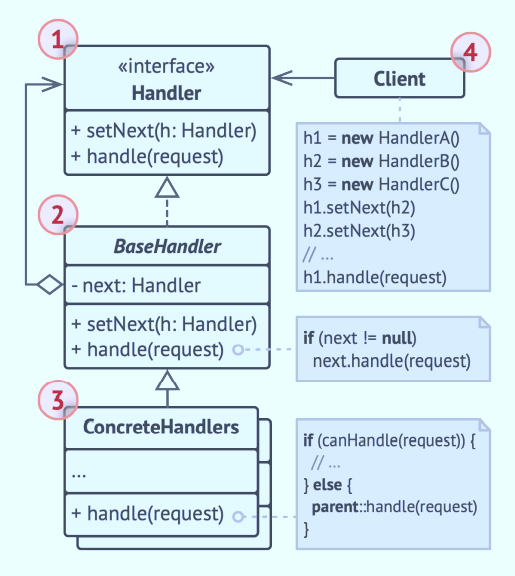 1
«interface»
Handler
+ setNext(h: Handler)
+ handle(request)
4
Client
h1 = new HandlerA()
h2 = new HandlerB()
h3 = new HandlerC()
h1.setNext(h2)
h2.setNext(h3)
// ...
h1.handle(request)
2
BaseHandler
- next: Handler
+ setNext(h: Handler)
+ handle(request)
if (next != null)
next.handle(request)
3
ConcreteHandlers
...
+ handle(request)
if (canHandle(request)) {
// ...
} else {
parent::handle(request)
}